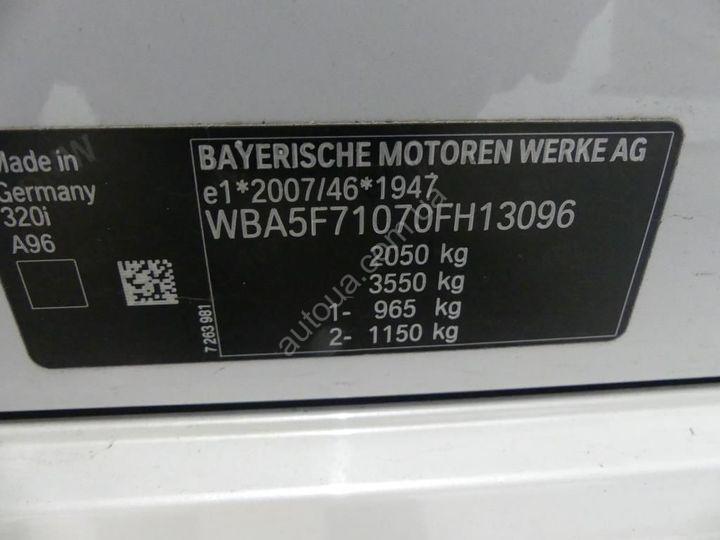 Made in
Germany
320i
A96
7 263 981
BAYERISCHE MOTOREN WERKE AG
e1*2007/46*1947
WBA5F71070FH13096
2050 kg
3550 kg
1- 965 kg
2- 1150 kg
autoua.com.ua